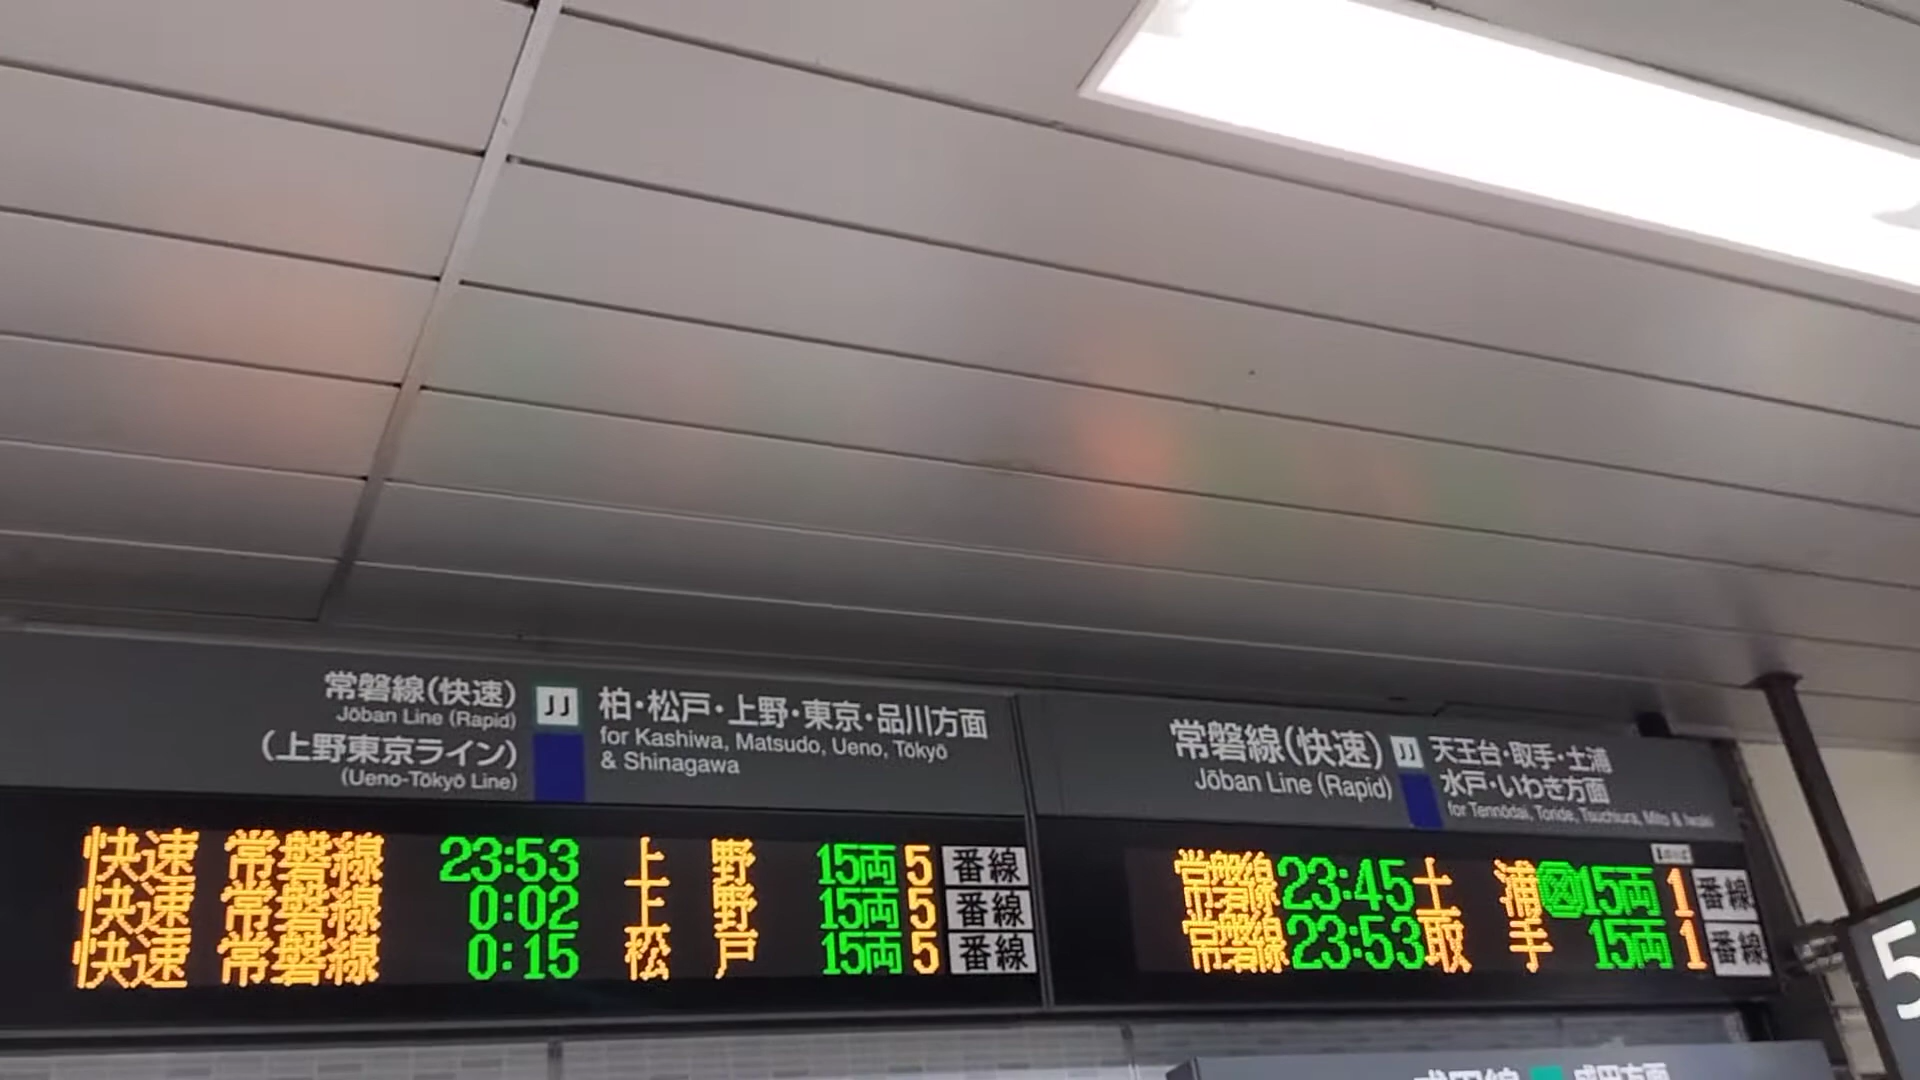 常磐線(快速) JJ 柏・松戸・上野・東京・品川方面
Jōban Line (Rapid) for Kashiwa, Matsudo, Ueno, Tōkyō
(上野東京ライン) & Shinagawa
(Ueno-Tōkyō Line)
快速 常磐線 23:53 上野 15両 5 番線
快速 常磐線 0:02 上野 15両 5 番線
快速 常磐線 0:15 松戸 15両 5 番線
常磐線(快速) JJ 天王台・取手・土浦
水戸・いわき方面
Jōban Line (Rapid) for Tennōdai, Toride, Tsuchiura, Mito & Iwaki
常磐線 23:45 土浦 15両 1 番線
常磐線 23:53 取手 15両 1 番線
5